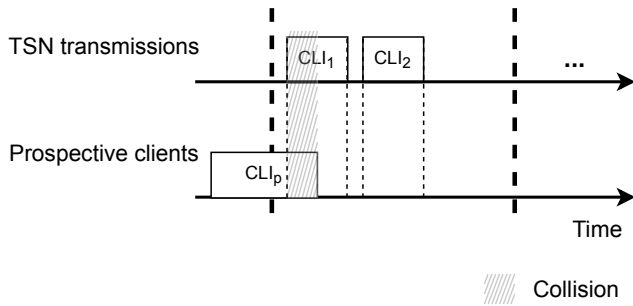 TSN transmissions
CLI1 CLI2 ...
Prospective clients
CLIp
Time
Collision